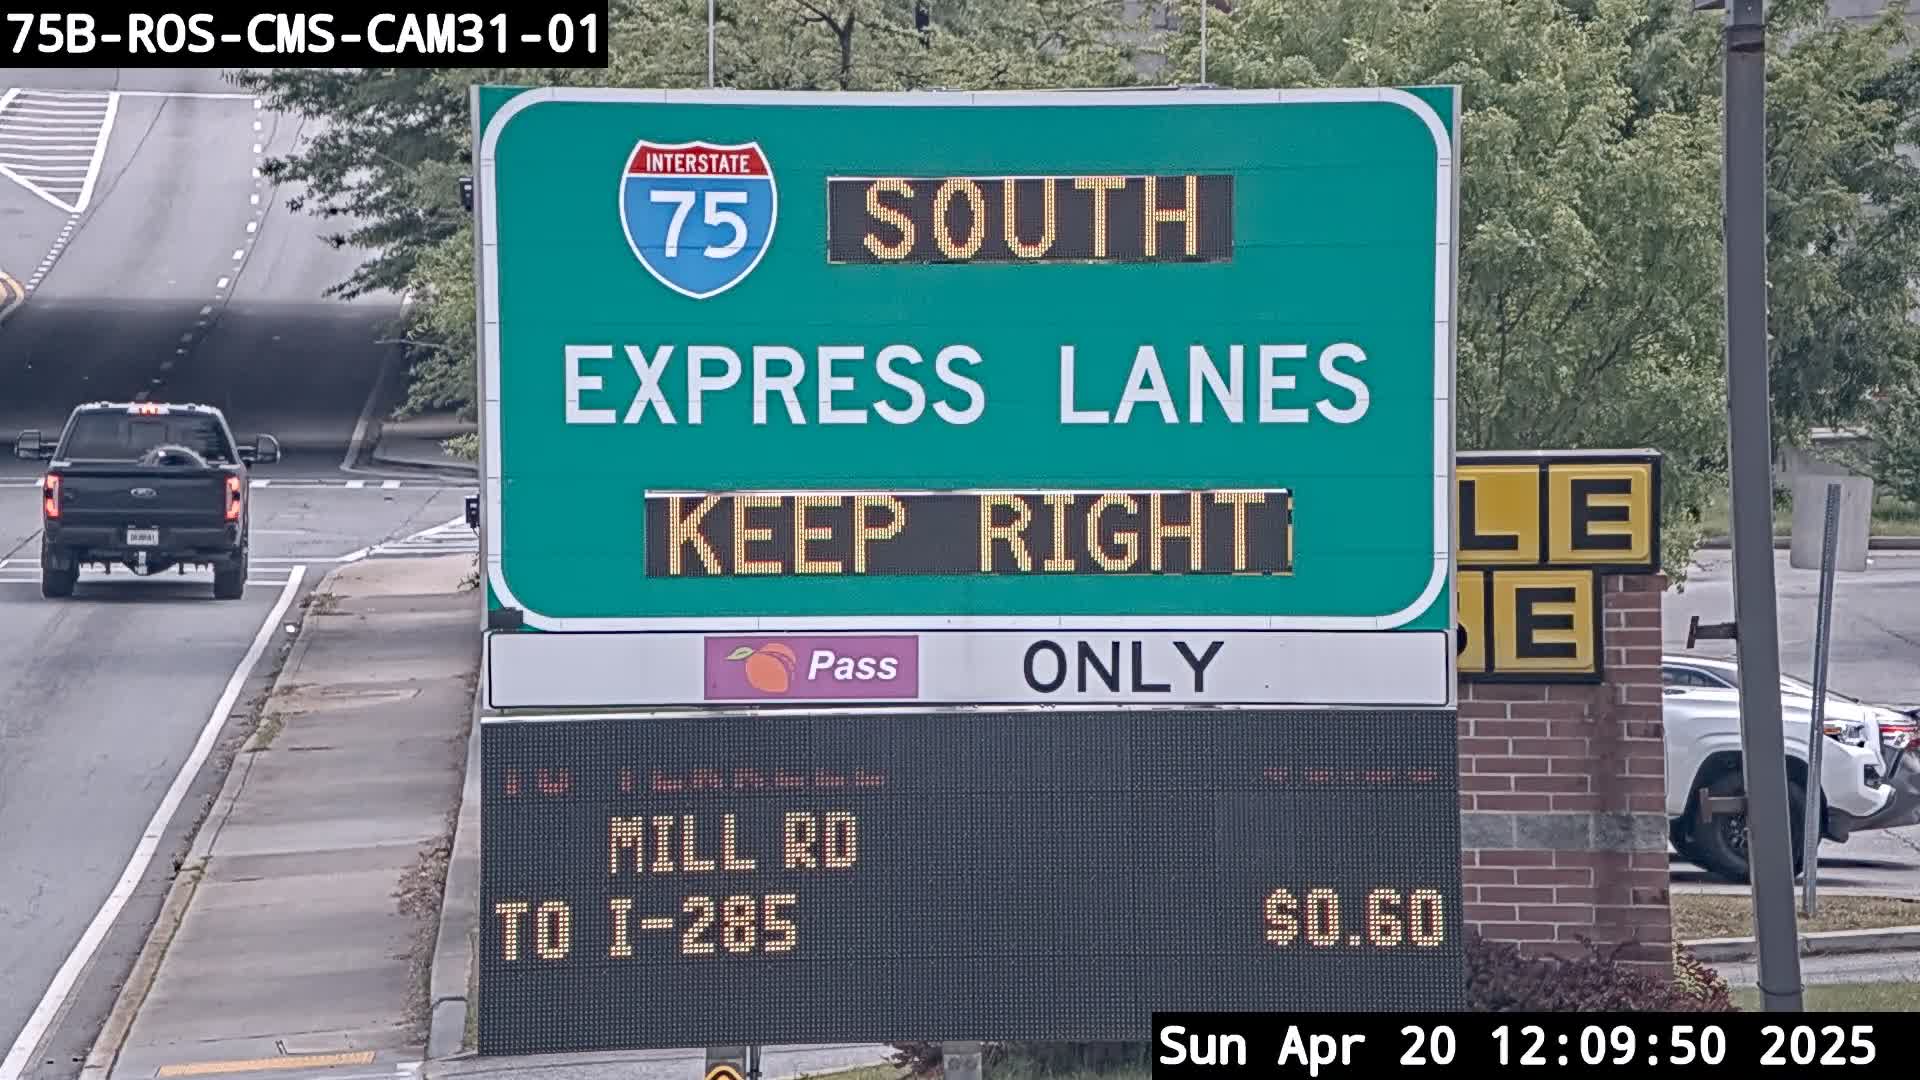 75B-ROS-CMS-CAM31-01
INTERSTATE
75
SOUTH
EXPRESS LANES
KEEP RIGHT
Pass ONLY
MILL RD
TO I-285 $0.60
LE
E
Sun Apr 20 12:09:50 2025